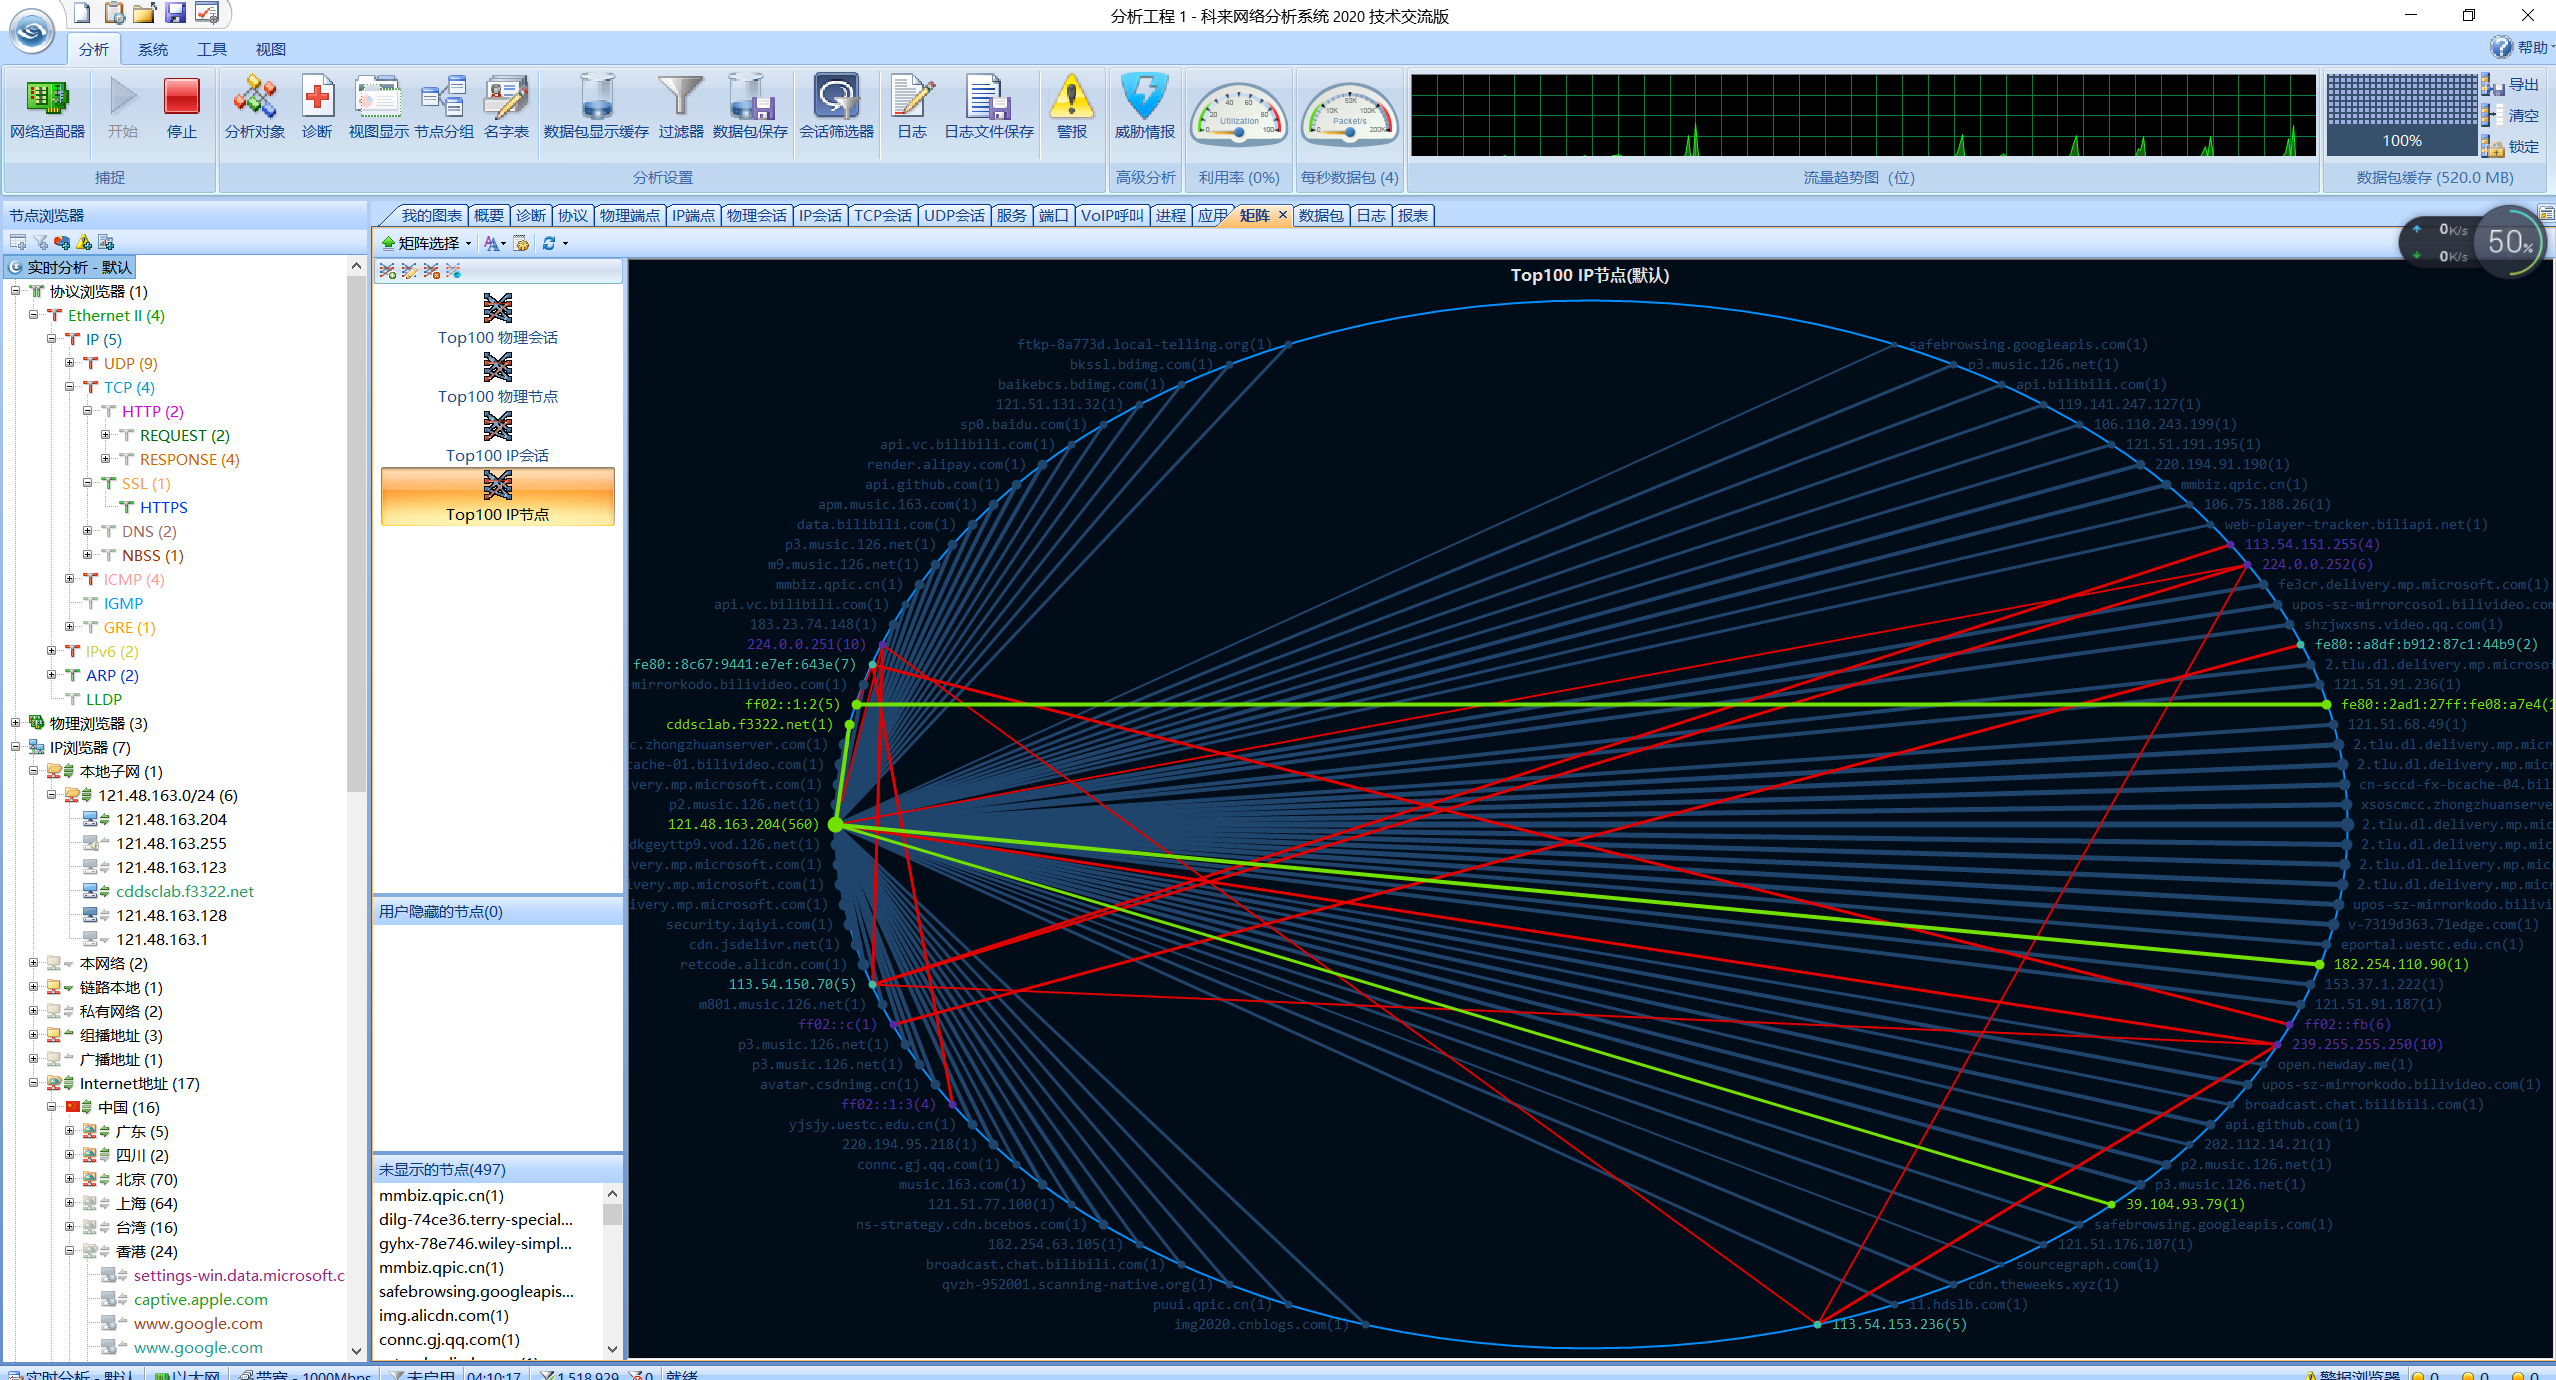 分析工程 1 - 科来网络分析系统 2020 技术交流版
分析 系统 工具 视图
帮助
网络适配器 开始 停止
分析对象 诊断 视图显示 节点分组 名字表 数据包显示缓存 过滤器 数据包保存 会话筛选器 日志 日志文件保存 警报
威胁情报
捕捉 分析设置 高级分析 利用率 (0%) 每秒数据包 (4) 流量趋势图（位） 数据包缓存 (520.0 MB)
Utilization
Packet/s
100%
导出
清空
锁定
节点浏览器
我的图表 概要 诊断 协议 物理端点 IP端点 物理会话 IP会话 TCP会话 UDP会话 服务 端口 VoIP呼叫 进程 应用 矩阵 数据包 日志 报表
矩阵选择
0K/s
0K/s
50%
实时分析 - 默认
协议浏览器 (1)
Ethernet II (4)
IP (5)
UDP (9)
TCP (4)
HTTP (2)
REQUEST (2)
RESPONSE (4)
SSL (1)
HTTPS
DNS (2)
NBSS (1)
ICMP (4)
IGMP
GRE (1)
IPv6 (2)
ARP (2)
LLDP
物理浏览器 (3)
IP浏览器 (7)
本地子网 (1)
121.48.163.0/24 (6)
121.48.163.204
121.48.163.255
121.48.163.123
cddsclab.f3322.net
121.48.163.128
121.48.163.1
本网络 (2)
链路本地 (1)
私有网络 (2)
组播地址 (3)
广播地址 (1)
Internet地址 (17)
中国 (16)
广东 (5)
四川 (2)
北京 (70)
上海 (64)
台湾 (16)
香港 (24)
settings-win.data.microsoft.c
captive.apple.com
www.google.com
www.google.com
Top100 物理会话
Top100 物理节点
Top100 IP会话
Top100 IP节点
用户隐藏的节点(0)
未显示的节点(497)
mmbiz.qpic.cn(1)
dilg-74ce36.terry-special...
gyhx-78e746.wiley-simpl...
mmbiz.qpic.cn(1)
safebrowsing.googleapis...
img.alicdn.com(1)
connc.gj.qq.com(1)
Top100 IP节点(默认)
ftkp-8a773d.local-telling.org(1)
bkssl.bdimg.com(1)
baikebcs.bdimg.com(1)
121.51.131.32(1)
sp0.baidu.com(1)
api.vc.bilibili.com(1)
render.alipay.com(1)
api.github.com(1)
apm.music.163.com(1)
data.bilibili.com(1)
p3.music.126.net(1)
m9.music.126.net(1)
mmbiz.qpic.cn(1)
api.vc.bilibili.com(1)
183.23.74.148(1)
224.0.0.251(10)
fe80::8c67:9441:e7ef:643e(7)
-mirrorkodo.bilivideo.com(1)
ff02::1:2(5)
cddsclab.f3322.net(1)
c.zhongzhuanserver.com(1)
cache-01.bilivideo.com(1)
very.mp.microsoft.com(1)
p2.music.126.net(1)
121.48.163.204(560)
dkgeyttp9.vod.126.net(1)
very.mp.microsoft.com(1)
ivery.mp.microsoft.com(1)
ivery.mp.microsoft.com(1)
security.iqiyi.com(1)
cdn.jsdelivr.net(1)
retcode.alicdn.com(1)
113.54.150.70(5)
m801.music.126.net(1)
ff02::c(1)
p3.music.126.net(1)
p3.music.126.net(1)
avatar.csdnimg.cn(1)
ff02::1:3(4)
yjsjy.uestc.edu.cn(1)
220.194.95.218(1)
connc.gj.qq.com(1)
music.163.com(1)
121.51.77.100(1)
ns-strategy.cdn.bcebos.com(1)
182.254.63.105(1)
broadcast.chat.bilibili.com(1)
qvzh-952001.scanning-native.org(1)
puui.qpic.cn(1)
img2020.cnblogs.com(1)
safebrowsing.googleapis.com(1)
p3.music.126.net(1)
api.bilibili.com(1)
119.141.247.127(1)
106.110.243.199(1)
121.51.191.195(1)
220.194.91.190(1)
mmbiz.qpic.cn(1)
106.75.188.26(1)
web-player-tracker.biliapi.net(1)
113.54.151.255(4)
224.0.0.252(6)
fe3cr.delivery.mp.microsoft.com(1)
upos-sz-mirrorcoso1.bilivideo.com
shzjwxsns.video.qq.com(1)
fe80::a8df:b912:87c1:44b9(2)
2.tlu.dl.delivery.mp.microsof
121.51.91.236(1)
fe80::2ad1:27ff:fe08:a7e4(1
121.51.68.49(1)
2.tlu.dl.delivery.mp.micr
2.tlu.dl.delivery.mp.mic
cn-sccd-fx-bcache-04.bil
xsoscmcc.zhongzhuanserve
2.tlu.dl.delivery.mp.mic
2.tlu.dl.delivery.mp.mic
2.tlu.dl.delivery.mp.mic
2.tlu.dl.delivery.mp.mic
upos-sz-mirrorkodo.bilivi
v-7319d363.71edge.com(1)
eportal.uestc.edu.cn(1)
182.254.110.90(1)
153.37.1.222(1)
121.51.91.187(1)
ff02::fb(6)
239.255.255.250(10)
open.newday.me(1)
upos-sz-mirrorkodo.bilivideo.com(1)
broadcast.chat.bilibili.com(1)
api.github.com(1)
202.112.14.21(1)
p2.music.126.net(1)
p3.music.126.net(1)
39.104.93.79(1)
safebrowsing.googleapis.com(1)
121.51.176.107(1)
sourcegraph.com(1)
cdn.theweeks.xyz(1)
i1.hdslb.com(1)
113.54.153.236(5)
实时分析 - 默认 以太网 带宽 - 1000Mbps 未启用 04:10:17 1,518,929 0 就绪 警报浏览器 0 0 0